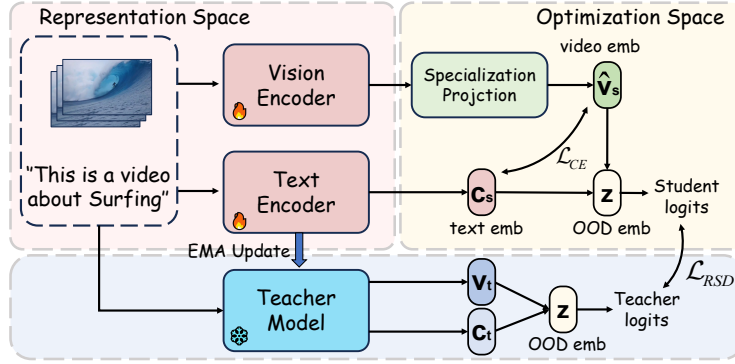 Representation Space
Optimization Space
video emb
Vision
Encoder
Specialization
Projction
v̂s
"This is a video
about Surfing"
Text
Encoder
LCE
cs
text emb
z
OOD emb
Student
logits
EMA Update
LRSD
Teacher
Model
vt
ct
z
OOD emb
Teacher
logits